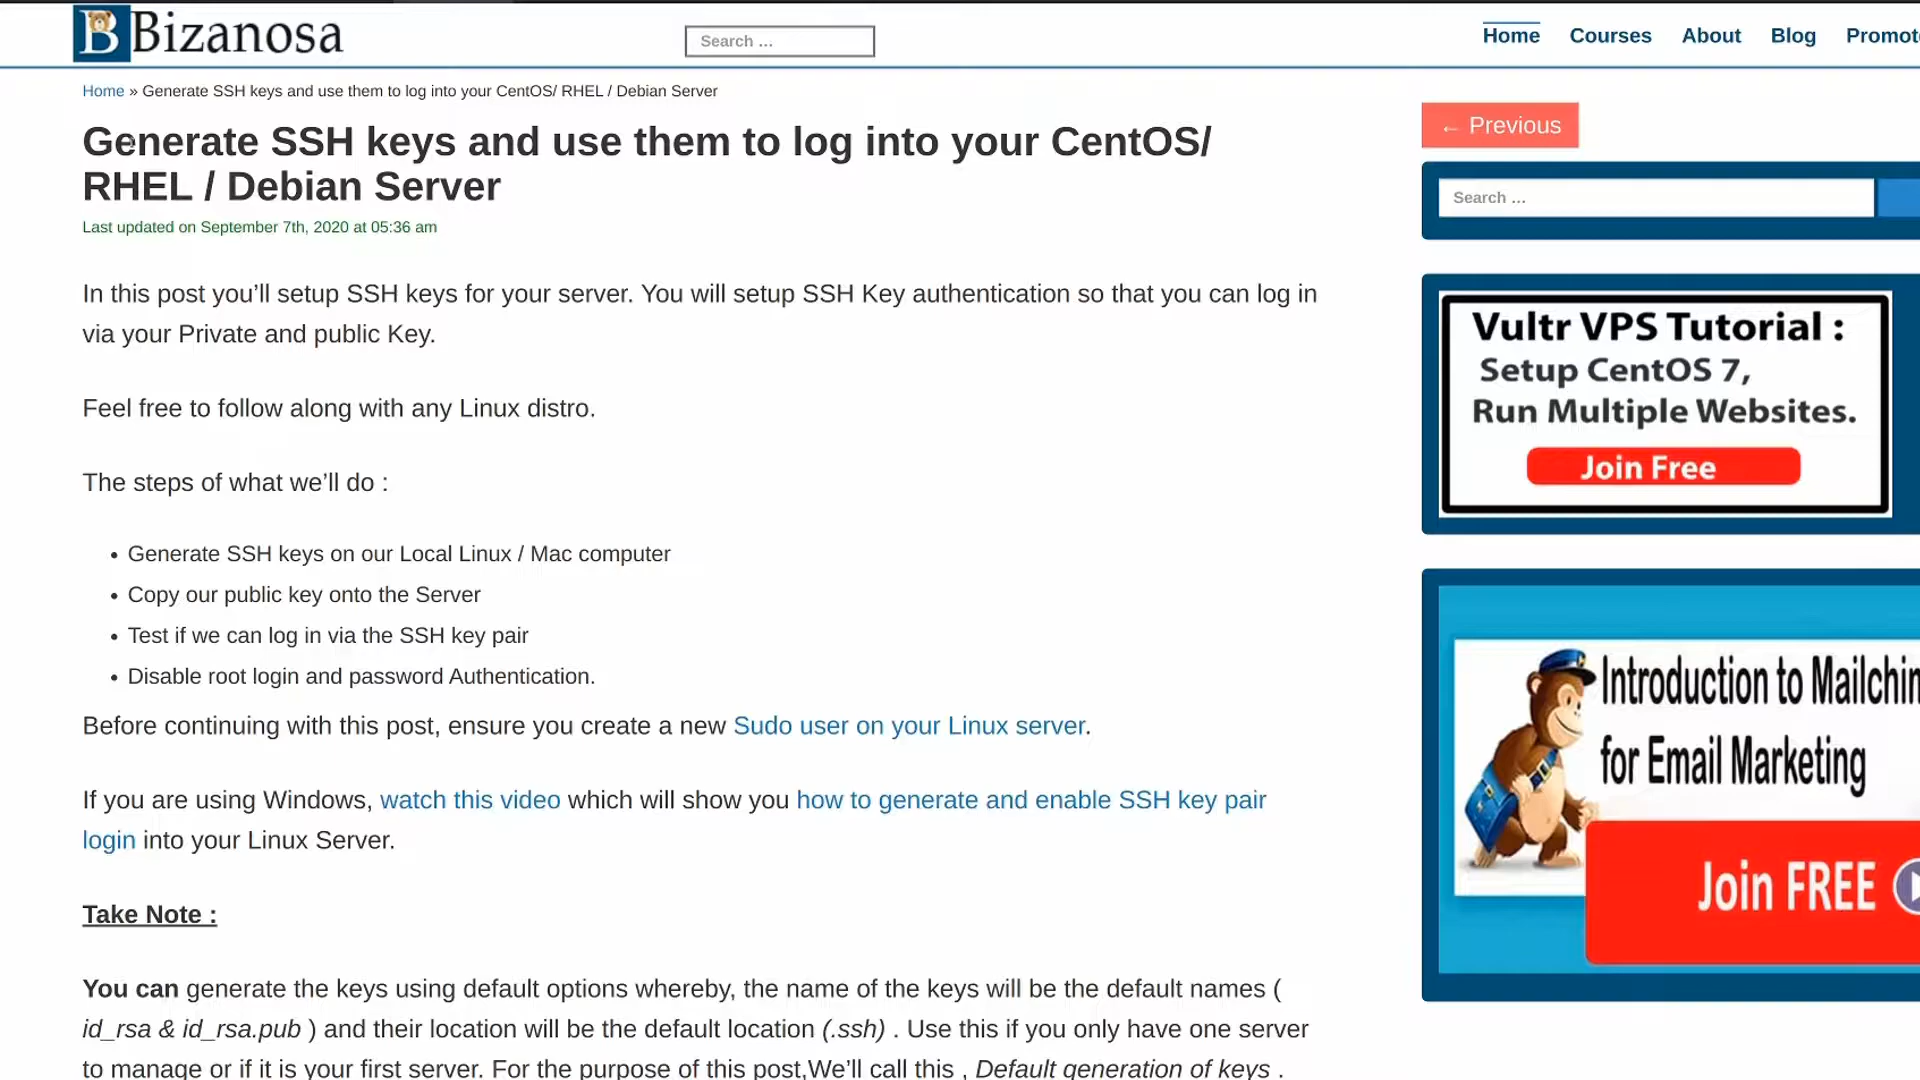 Bizanosa
Search ...
Home Courses About Blog
Home » Generate SSH keys and use them to log into your CentOS/ RHEL / Debian Server
Generate SSH keys and use them to log into your CentOS/
RHEL / Debian Server
Last updated on September 7th, 2020 at 05:36 am
In this post you’ll setup SSH keys for your server. You will setup SSH Key authentication so that you can log in
via your Private and public Key.
Feel free to follow along with any Linux distro.
The steps of what we’ll do :
• Generate SSH keys on our Local Linux / Mac computer
• Copy our public key onto the Server
• Test if we can log in via the SSH key pair
• Disable root login and password Authentication.
Before continuing with this post, ensure you create a new Sudo user on your Linux server.
If you are using Windows, watch this video which will show you how to generate and enable SSH key pair
login into your Linux Server.
Take Note :
You can generate the keys using default options whereby, the name of the keys will be the default names (
id_rsa & id_rsa.pub ) and their location will be the default location (.ssh) . Use this if you only have one server
to manage or if it is your first server. For the purpose of this post,We’ll call this , Default generation of keys .
← Previous
Search ...
Vultr VPS Tutorial :
Setup CentOS 7,
Run Multiple Websites.
Join Free
Introduction to
for Email Marketing
Join FREE